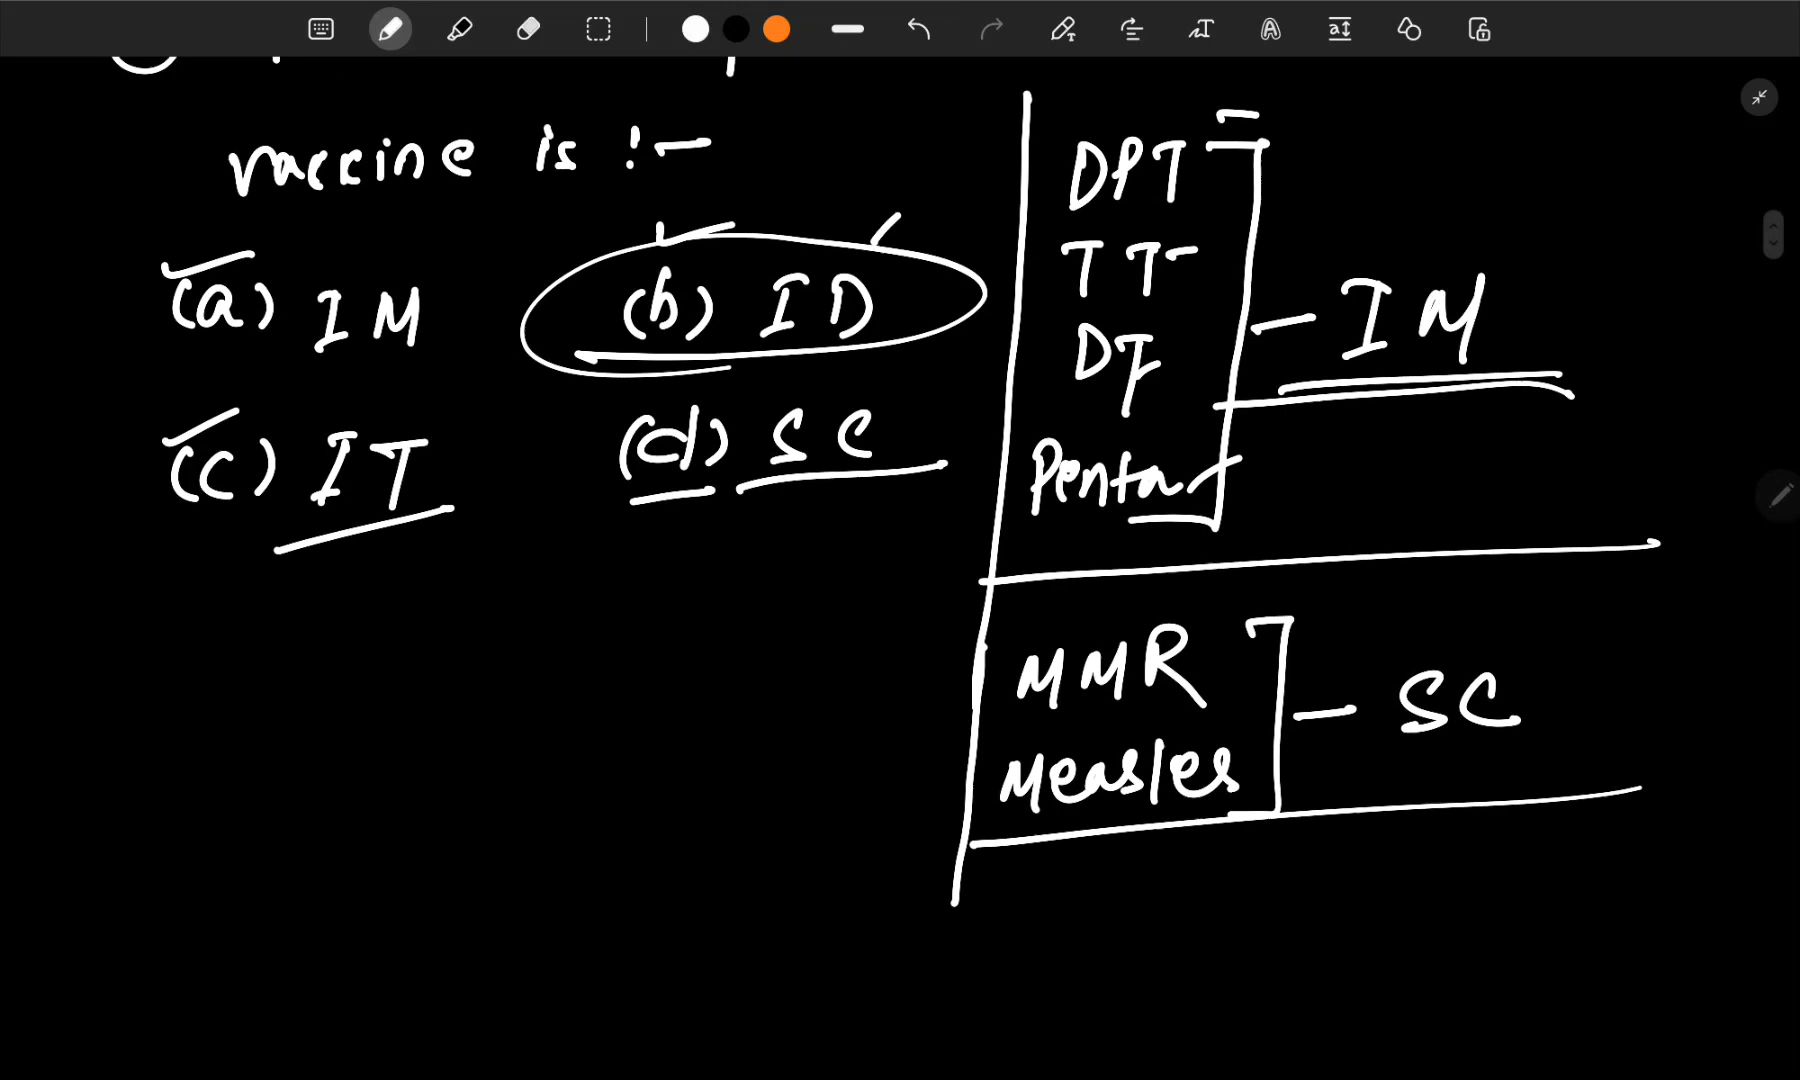 vaccine is :-
(a) IM (b) ID
(c) IT (d) SC
DPT
TT
DT
Penta
- IM
MMR
Measles
- SC